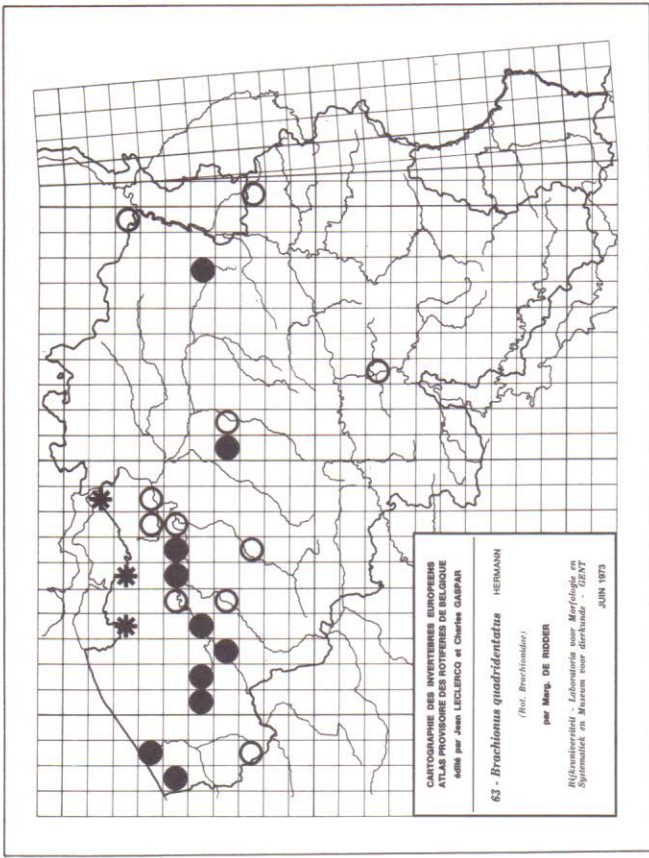 CARTOGRAPHIE DES INVERTEBRES EUROPEENS
ATLAS PROVISOIRE DES ROTIFERES DE BELGIQUE
édité par Jean LECLERCQ et Charles GASPAR
63 - Brachionus quadridentatus HERMANN
(Rot. Brachionidae)
par Marg. DE RIDDER
Rijksuniversiteit - Laboratoria voor Morfologie en
Systematiek en Museum voor dierkunde - GENT
JUIN 1973